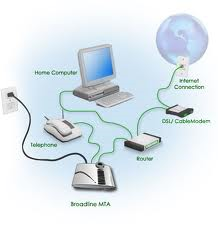 Home Computer
Internet
Connection
Telephone
DSL/ CableModem
Router
Broadline MTA